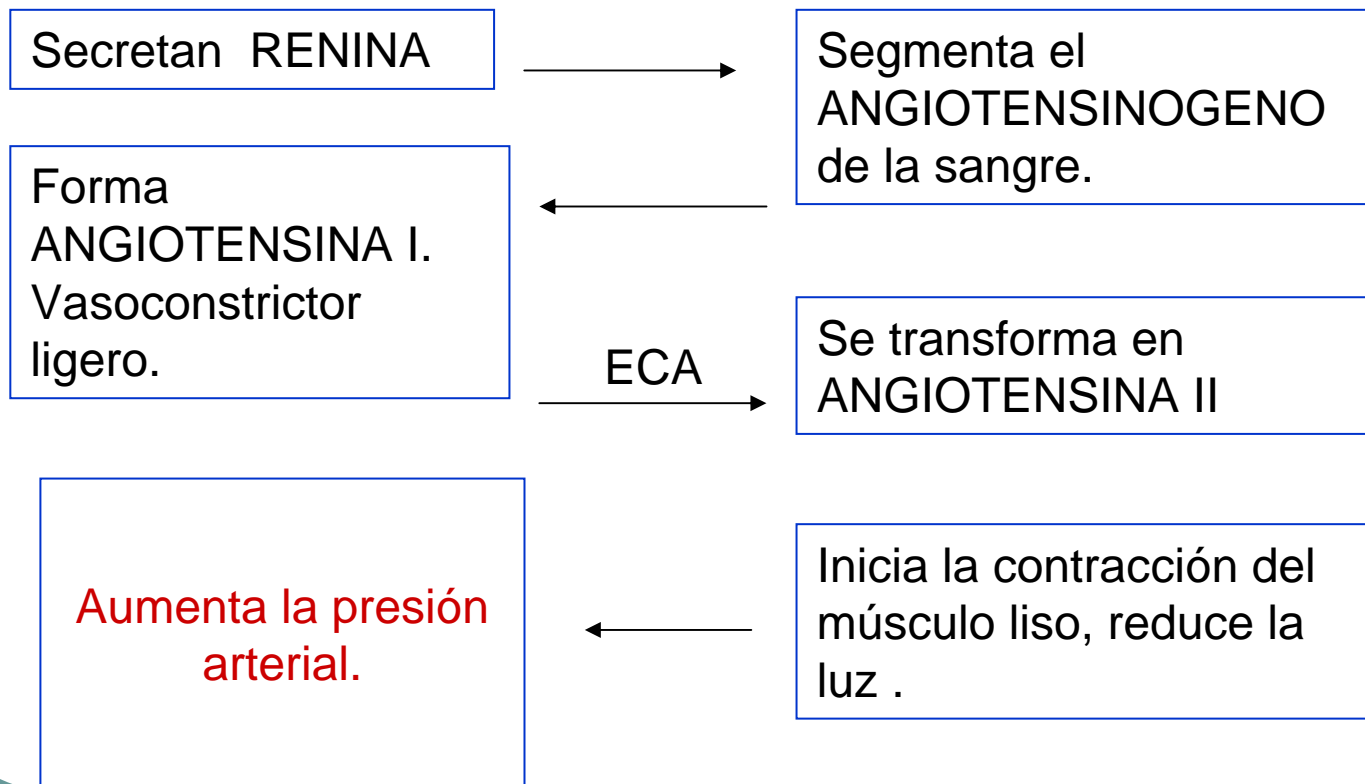 Secretan RENINA
Segmenta el
ANGIOTENSINOGENO
de la sangre.
Forma
ANGIOTENSINA I.
Vasoconstrictor
ligero.
ECA
Se transforma en
ANGIOTENSINA II
Inicia la contracción del
músculo liso, reduce la
luz .
Aumenta la presión
arterial.